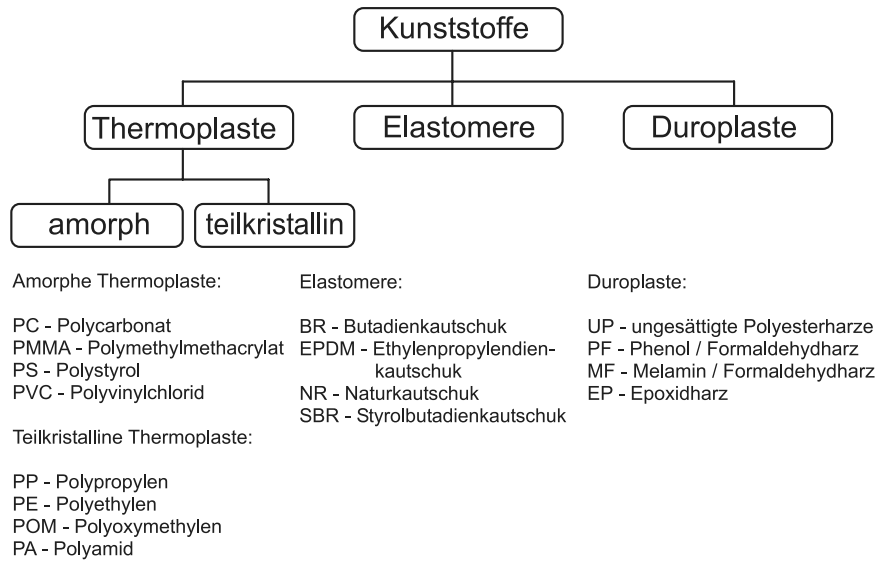 Kunststoffe
Thermoplaste
Elastomere
Duroplaste
amorph
teilkristallin
Amorphe Thermoplaste:
PC - Polycarbonat
PMMA - Polymethylmethacrylat
PS - Polystyrol
PVC - Polyvinylchlorid
Teilkristalline Thermoplaste:
PP - Polypropylen
PE - Polyethylen
POM - Polyoxymethylen
PA - Polyamid
Elastomere:
BR - Butadienkautschuk
EPDM - Ethylenpropylendien-
kautschuk
NR - Naturkautschuk
SBR - Styrolbutadienkautschuk
Duroplaste:
UP - ungesättigte Polyesterharze
PF - Phenol / Formaldehydharz
MF - Melamin / Formaldehydharz
EP - Epoxidharz